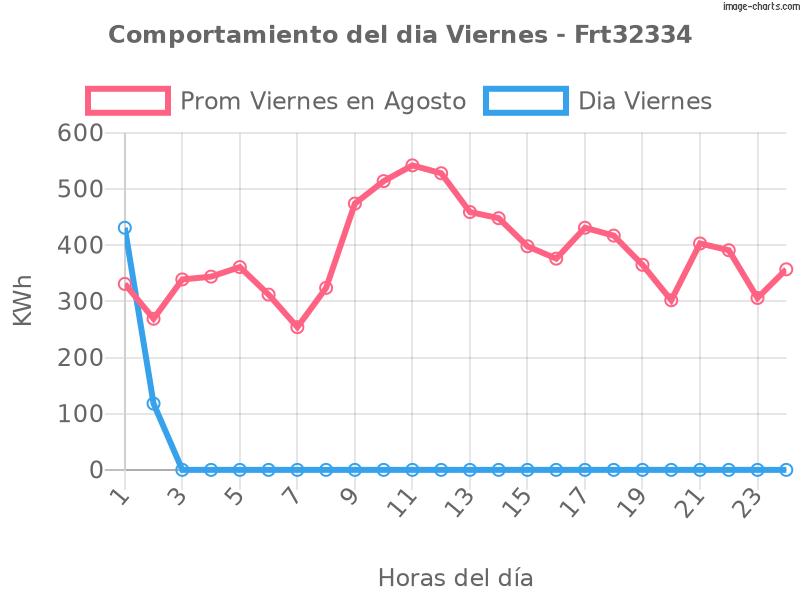 image-charts.com
Comportamiento del dia Viernes - Frt32334
Prom Viernes en Agosto Dia Viernes
600
500
400
300
200
100
0
KWh
1 3 5 7 9 11 13 15 17 19 21 23
Horas del día